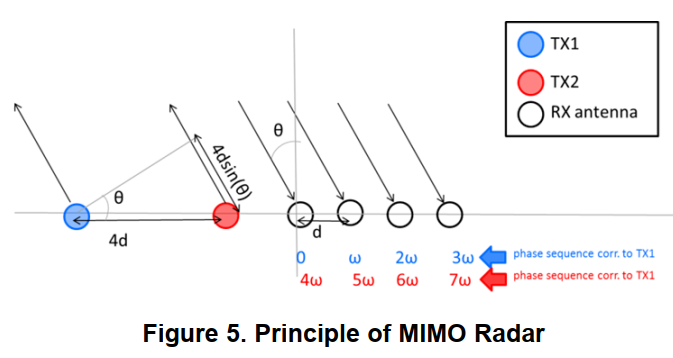 TX1
TX2
RX antenna
θ
4dsin(θ)
θ
4d
d
0 ω 2ω 3ω phase sequence corr. to TX1
4ω 5ω 6ω 7ω phase sequence corr. to TX1
Figure 5. Principle of MIMO Radar